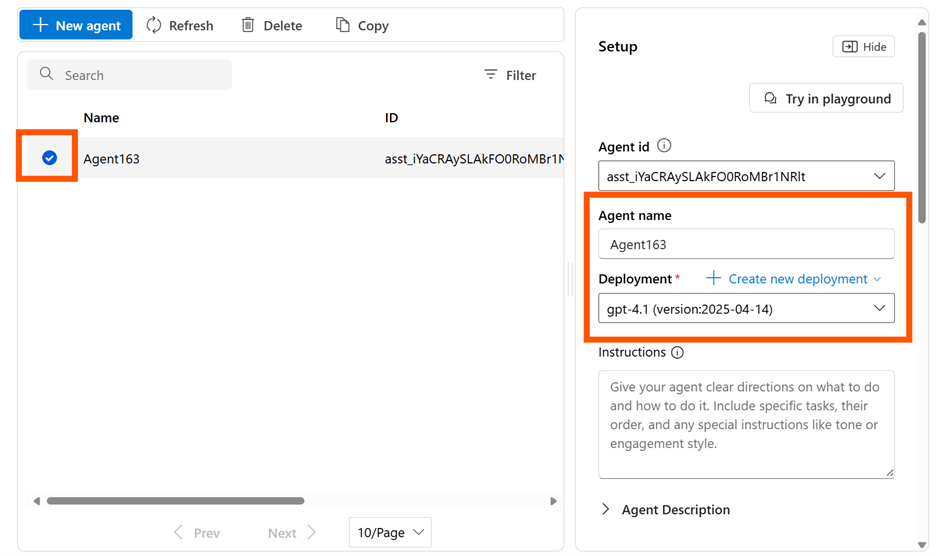 New agent Refresh Delete Copy
Search Filter
Name ID
Agent163 asst_iYaCRAySLAkFO0RoMBr1N
Prev Next 10/Page
Setup Hide
Try in playground
Agent id
asst_iYaCRAySLAkFO0RoMBr1NRlt
Agent name
Agent163
Deployment * Create new deployment
gpt-4.1 (version:2025-04-14)
Instructions
Give your agent clear directions on what to do
and how to do it. Include specific tasks, their
order, and any special instructions like tone or
engagement style.
Agent Description